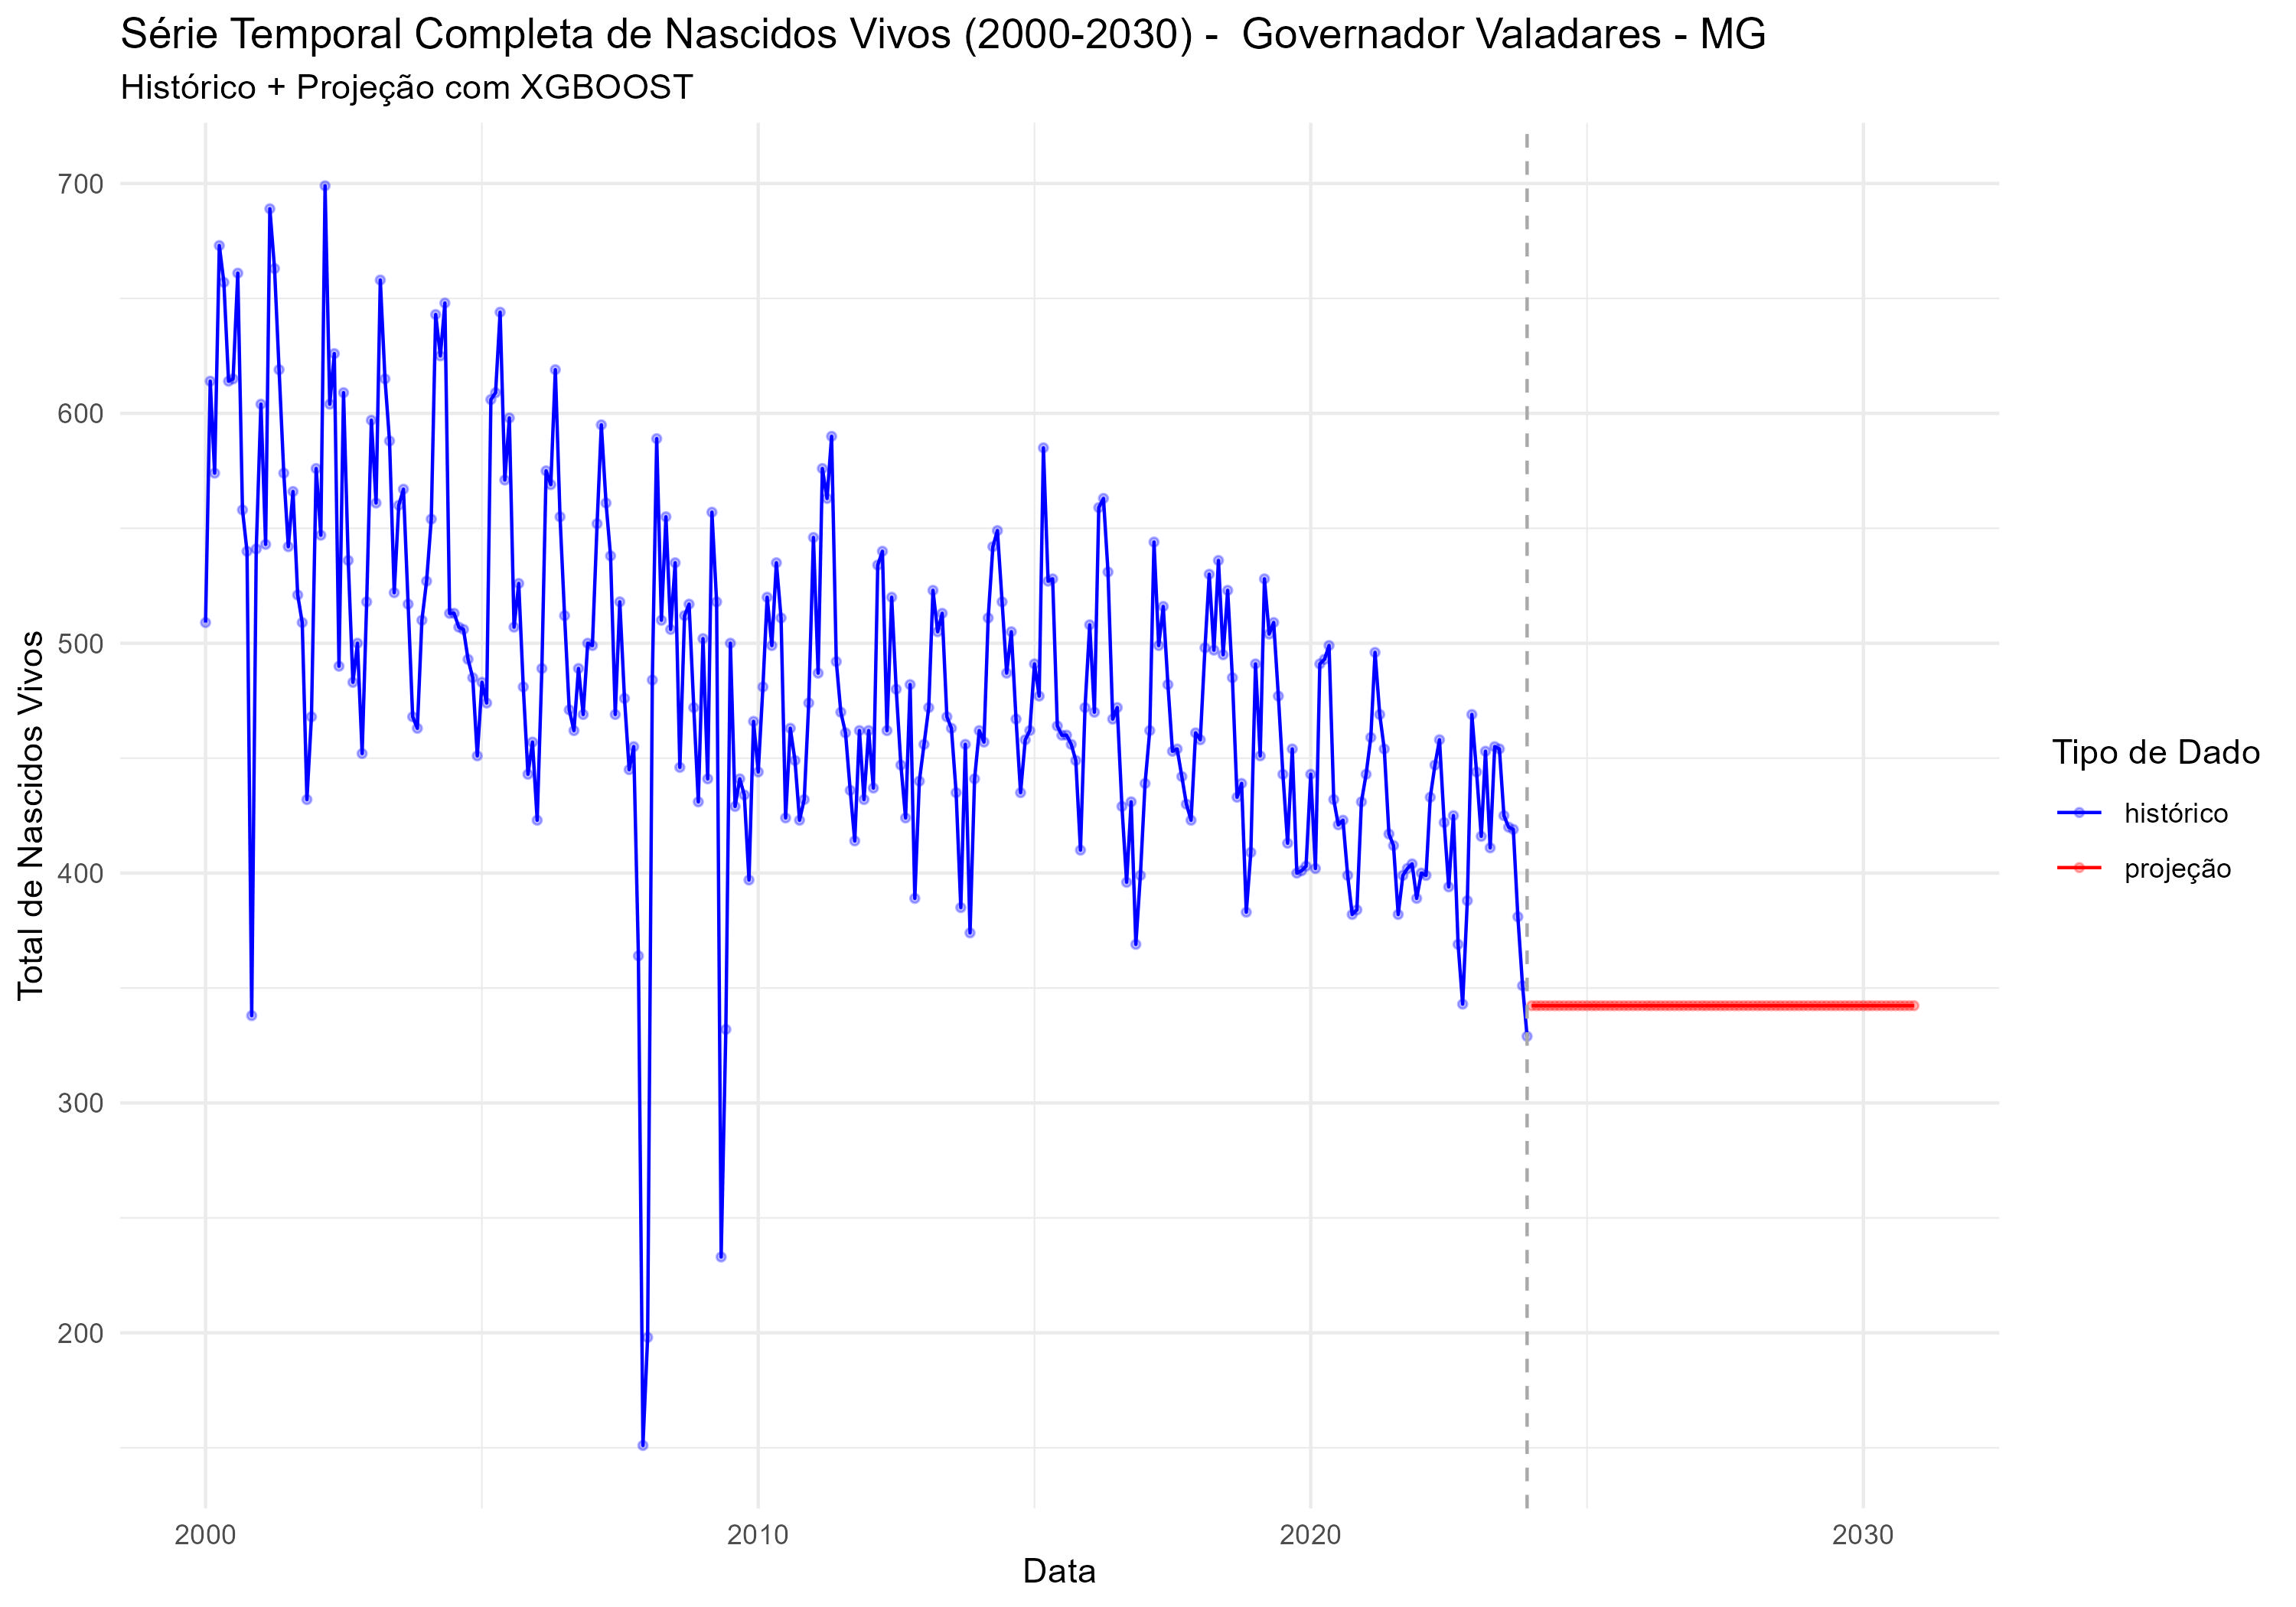 Série Temporal Completa de Nascidos Vivos (2000-2030) -  Governador Valadares - MG
Histórico + Projeção com XGBOOST
Total de Nascidos Vivos
700
600
500
400
300
200
2000
2010
2020
2030
Data
Tipo de Dado
histórico
projeção